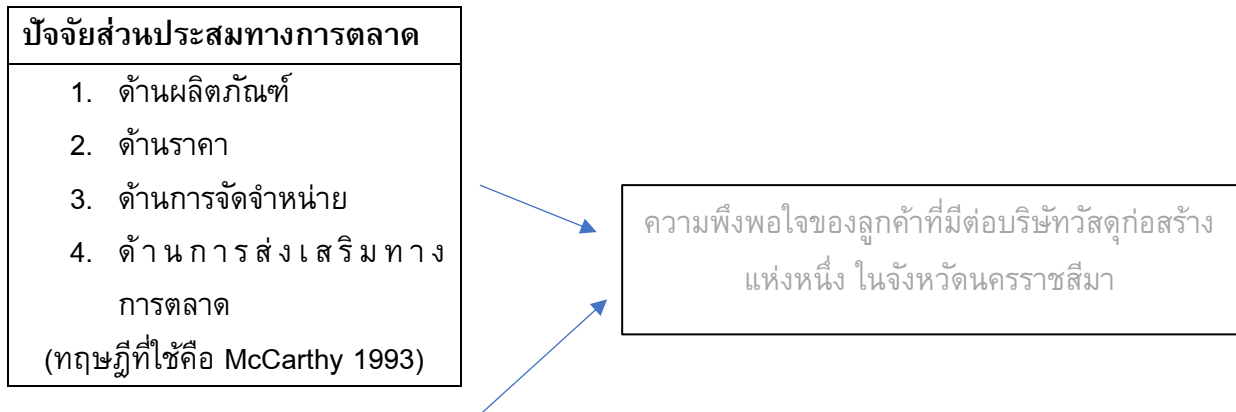 ปัจจัยส่วนประสมทางการตลาด
1. ด้านผลิตภัณฑ์
2. ด้านราคา
3. ด้านการจัดจำหน่าย
4. ด้านการส่งเสริมทาง
การตลาด
(ทฤษฎีที่ใช้คือ McCarthy 1993)
ความพึงพอใจของลูกค้าที่มีต่อบริษัทวัสดุก่อสร้าง
แห่งหนึ่ง ในจังหวัดนครราชสีมา